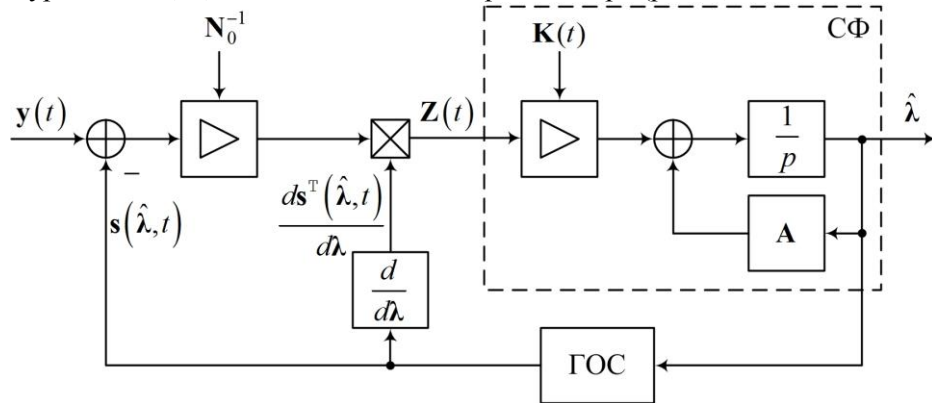 СФ
N₀⁻¹
K(t)
y(t)
Z(t)
1/p
λ̂
−
s(λ̂,t)
dsᵀ(λ̂,t)/dλ
A
d/dλ
ГОС